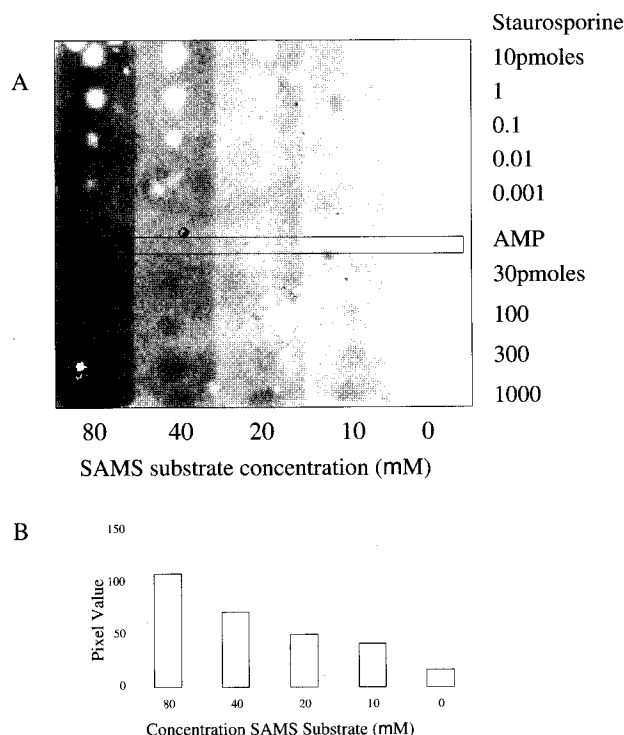 Staurosporine
A
10pmoles
1
0.1
0.01
0.001
AMP
30pmoles
100
300
1000
80 40 20 10 0
SAMS substrate concentration (mM)
B
150
100
50
0
Pixel Value
80 40 20 10 0
Concentration SAMS Substrate (mM)